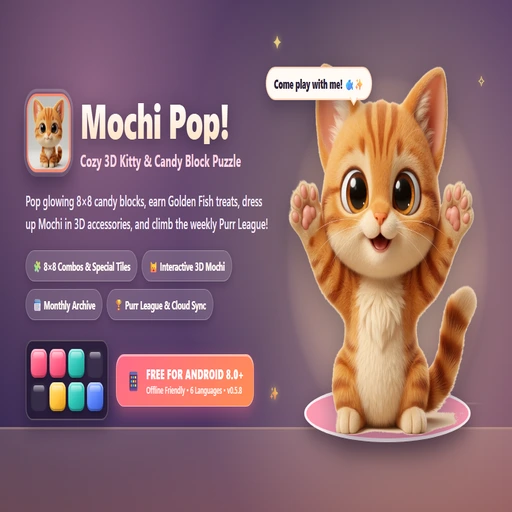 Come play with me!
Mochi Pop!
Cozy 3D Kitty & Candy Block Puzzle
Pop glowing 8×8 candy blocks, earn Golden Fish treats, dress
up Mochi in 3D accessories, and climb the weekly Purr League!
8×8 Combos & Special Tiles
Interactive 3D Mochi
Monthly Archive
Purr League & Cloud Sync
FREE FOR ANDROID 8.0+
Offline Friendly • 6 Languages • v0.5.8